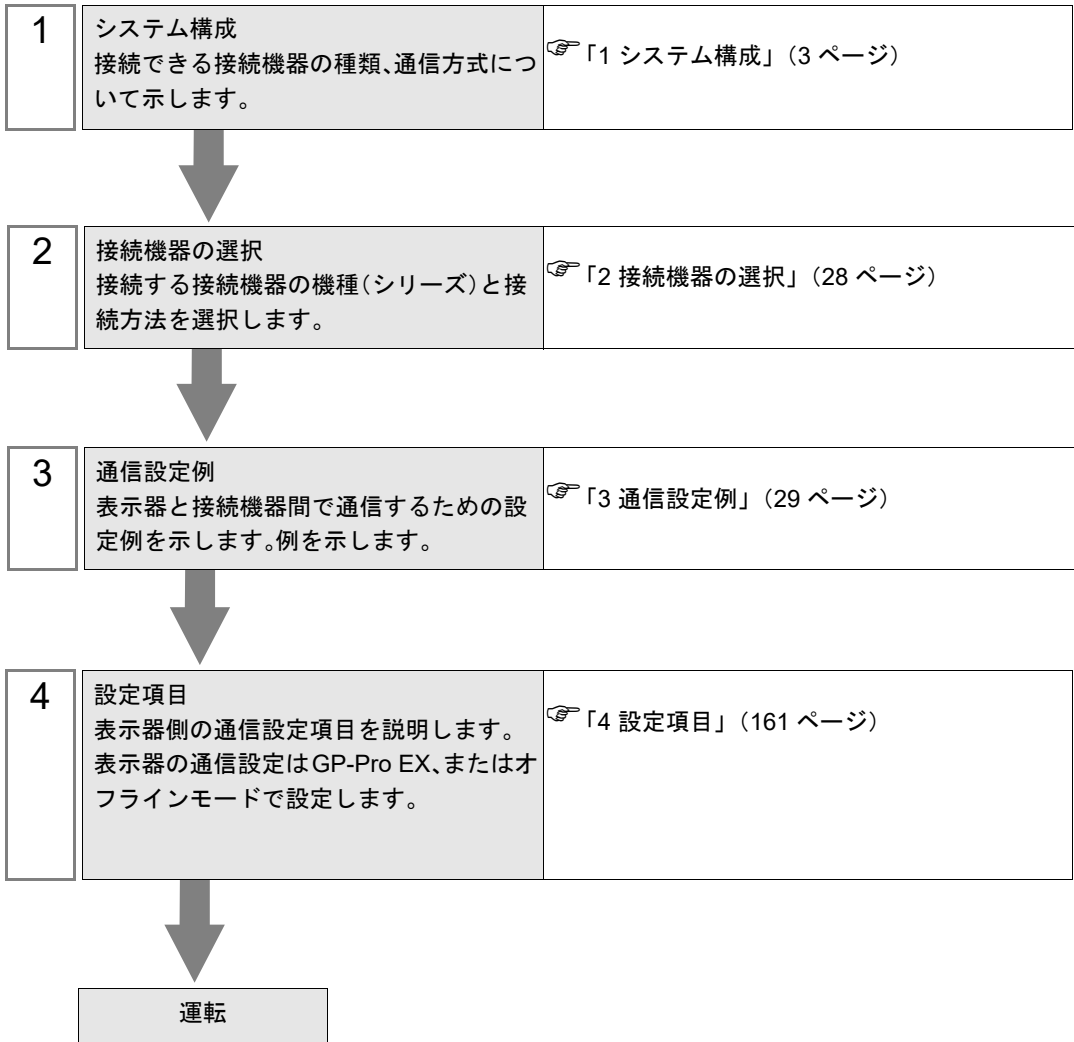 1
システム構成
接続できる接続機器の種類、通信方式につ
いて示します。
「1 システム構成」（3 ページ）
2
接続機器の選択
接続する接続機器の機種（シリーズ）と接
続方法を選択します。
「2 接続機器の選択」（28 ページ）
3
通信設定例
表示器と接続機器間で通信するための設
定例を示します。例を示します。
「3 通信設定例」（29 ページ）
4
設定項目
表示器側の通信設定項目を説明します。
表示器の通信設定はGP-Pro EX、またはオ
フラインモードで設定します。
「4 設定項目」（161 ページ）
運転